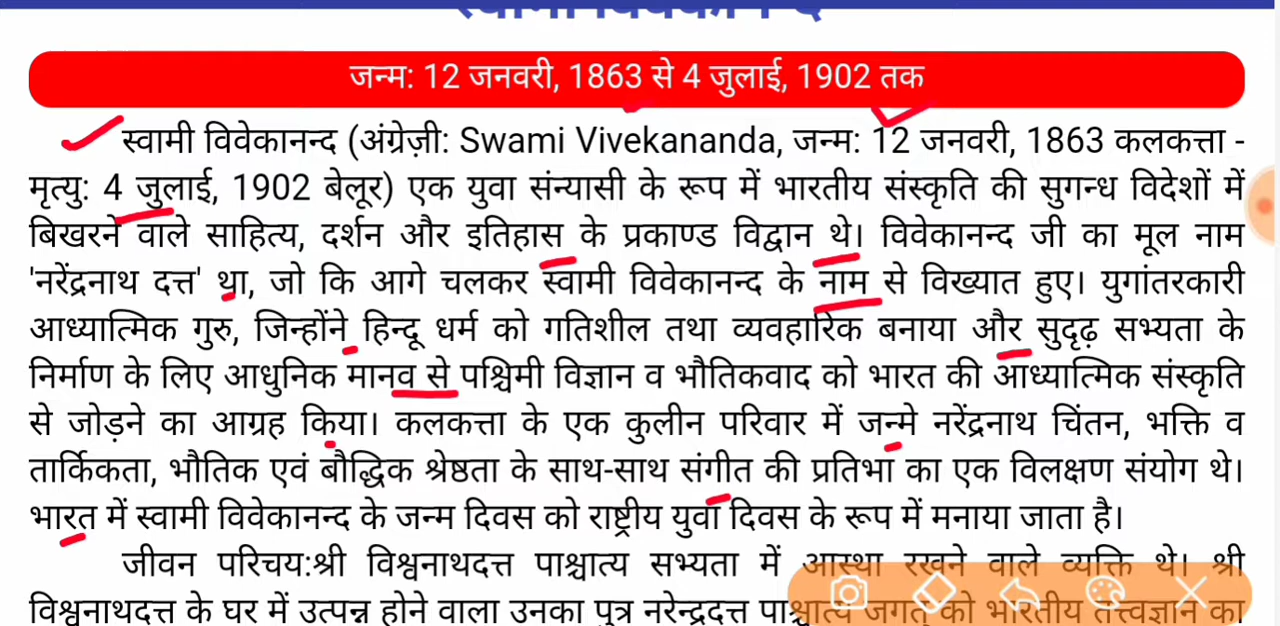 जन्म: 12 जनवरी, 1863 से 4 जुलाई, 1902 तक
स्वामी विवेकानन्द (अंग्रेज़ी: Swami Vivekananda, जन्म: 12 जनवरी, 1863 कलकत्ता -
मृत्यु: 4 जुलाई, 1902 बेलूर) एक युवा संन्यासी के रूप में भारतीय संस्कृति की सुगन्ध विदेशों में
बिखरने वाले साहित्य, दर्शन और इतिहास के प्रकाण्ड विद्वान थे। विवेकानन्द जी का मूल नाम
'नरेंद्रनाथ दत्त' था, जो कि आगे चलकर स्वामी विवेकानन्द के नाम से विख्यात हुए। युगांतरकारी
आध्यात्मिक गुरु, जिन्होंने हिन्दू धर्म को गतिशील तथा व्यवहारिक बनाया और सुदृढ़ सभ्यता के
निर्माण के लिए आधुनिक मानव से पश्चिमी विज्ञान व भौतिकवाद को भारत की आध्यात्मिक संस्कृति
से जोड़ने का आग्रह किया। कलकत्ता के एक कुलीन परिवार में जन्मे नरेंद्रनाथ चिंतन, भक्ति व
तार्किकता, भौतिक एवं बौद्धिक श्रेष्ठता के साथ-साथ संगीत की प्रतिभा का एक विलक्षण संयोग थे।
भारत में स्वामी विवेकानन्द के जन्म दिवस को राष्ट्रीय युवा दिवस के रूप में मनाया जाता है।
जीवन परिचय:श्री विश्वनाथदत्त पाश्चात्य सभ्यता में आस्था रखने वाले व्यक्ति थे। श्री
विश्वनाथदत्त के घर में उत्पन्न होने वाला उनका पुत्र नरेन्द्रदत्त पाश्चात्य जगत् को भारतीय तत्त्वज्ञान का